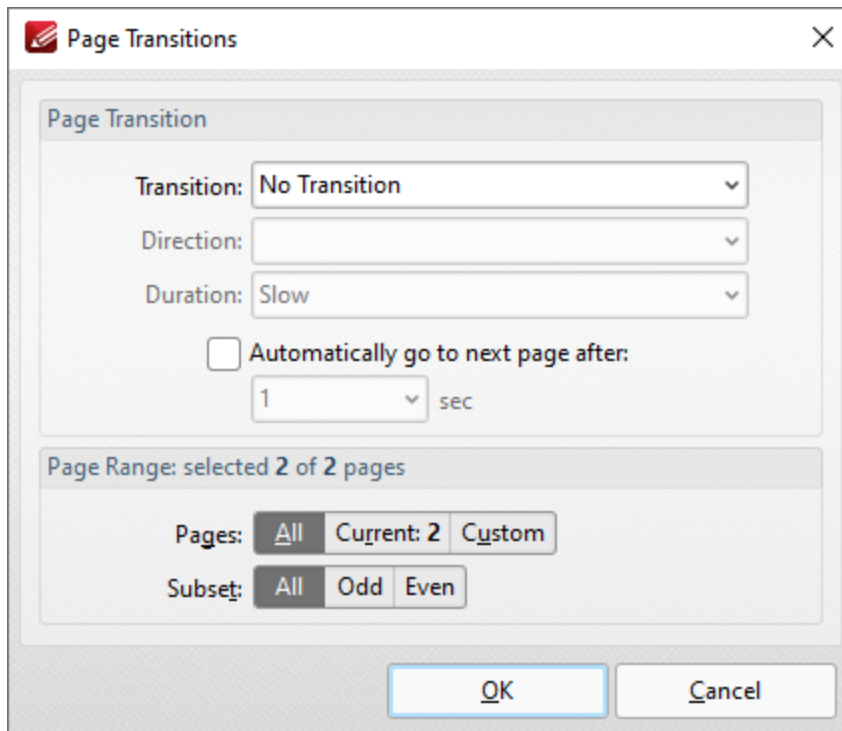 Page Transitions
Page Transition
Transition: No Transition
Direction:
Duration: Slow
Automatically go to next page after:
1 sec
Page Range: selected 2 of 2 pages
Pages: All Current: 2 Custom
Subset: All Odd Even
OK Cancel